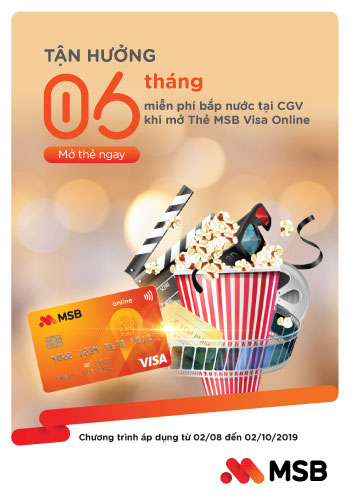 TẬN HƯỞNG
06 tháng
miễn phí bắp nước tại CGV
khi mở Thẻ MSB Visa Online
Mở thẻ ngay
MSB
online
VISA
Chương trình áp dụng từ 02/08 đến 02/10/2019
MSB